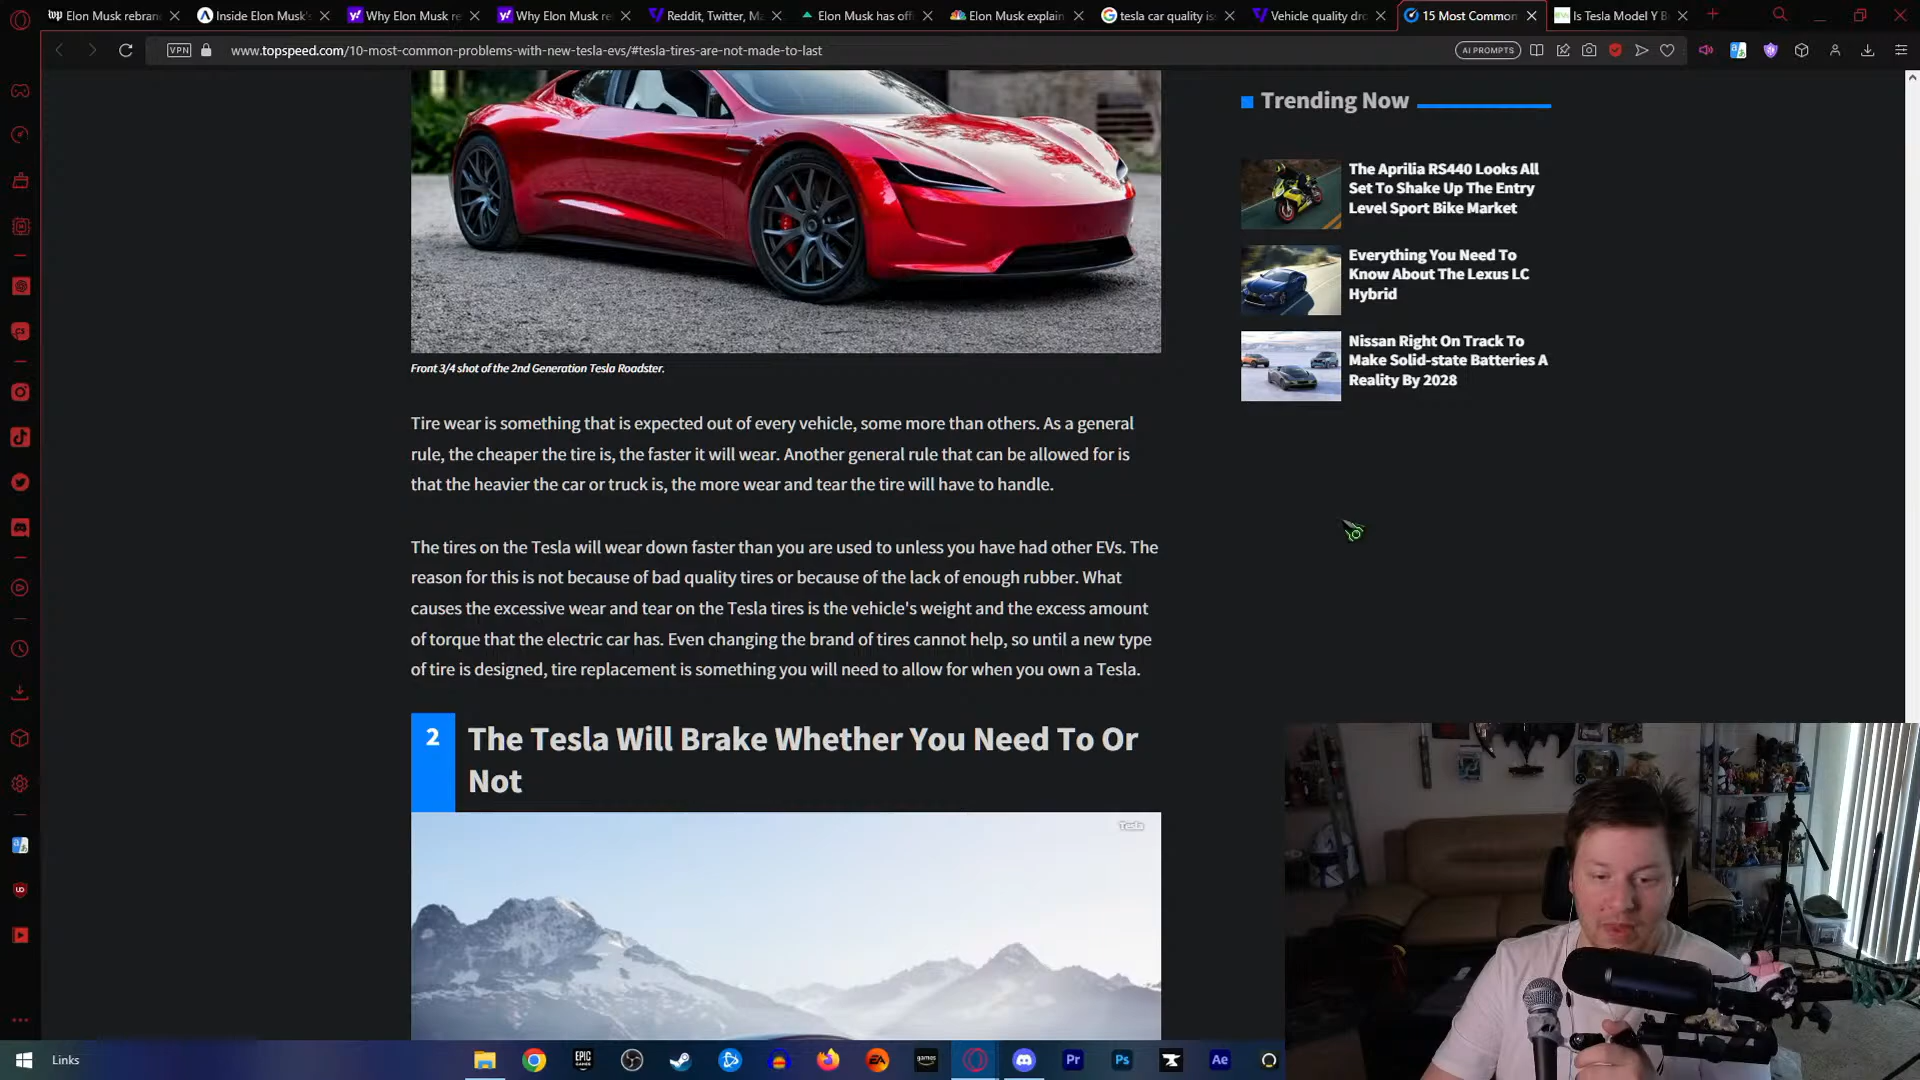 Elon Musk rebran
Inside Elon Musk's
Why Elon Musk re
Why Elon Musk re
Reddit, Twitter, M
Elon Musk has off
Elon Musk explain
tesla car quality is
Vehicle quality dro
15 Most Common
Is Tesla Model Y B
VPN
www.topspeed.com/10-most-common-problems-with-new-tesla-evs/#tesla-tires-are-not-made-to-last
AI PROMPTS
Front 3/4 shot of the 2nd Generation Tesla Roadster.
Tire wear is something that is expected out of every vehicle, some more than others. As a general
rule, the cheaper the tire is, the faster it will wear. Another general rule that can be allowed for is
that the heavier the car or truck is, the more wear and tear the tire will have to handle.
The tires on the Tesla will wear down faster than you are used to unless you have had other EVs. The
reason for this is not because of bad quality tires or because of the lack of enough rubber. What
causes the excessive wear and tear on the Tesla tires is the vehicle's weight and the excess amount
of torque that the electric car has. Even changing the brand of tires cannot help, so until a new type
of tire is designed, tire replacement is something you will need to allow for when you own a Tesla.
2
The Tesla Will Brake Whether You Need To Or
Not
Tesla
Trending Now
The Aprilia RS440 Looks All
Set To Shake Up The Entry
Level Sport Bike Market
Everything You Need To
Know About The Lexus LC
Hybrid
Nissan Right On Track To
Make Solid-state Batteries A
Reality By 2028
Links
EPIC
GAMES
EA
games
Pr
Ps
Ae